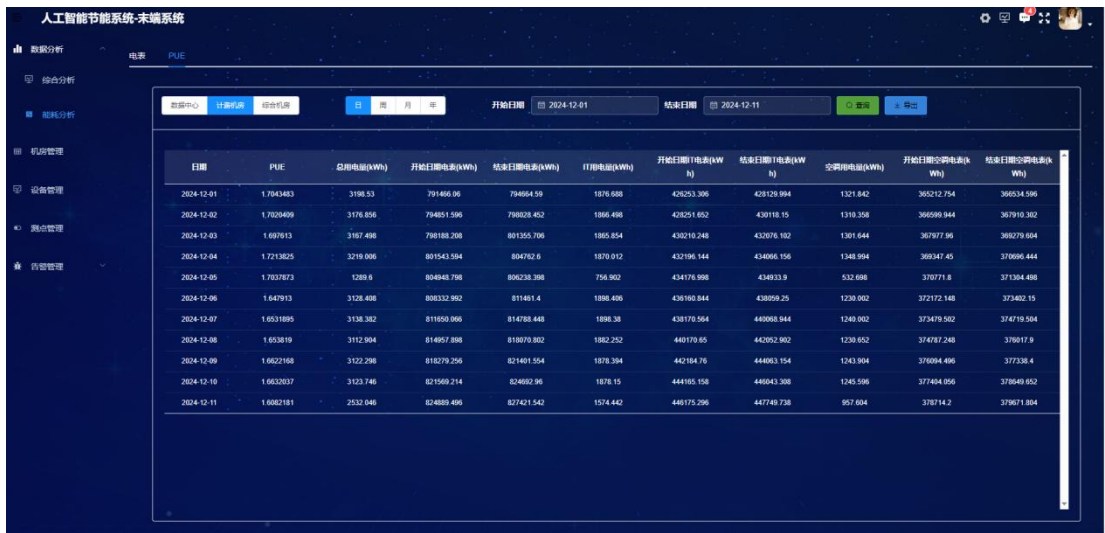 人工智能节能系统-末端系统
4
数据分析
电表 PUE
综合分析
能耗分析
机房管理
设备管理
测点管理
告警管理
数据中心 计算机房 综合机房 日 周 月 年 开始日期 2024-12-01 结束日期 2024-12-11 查询 导出
日期 PUE 总用电量(kWh) 开始日期电表(kWh) 结束日期电表(kWh) IT用电量(kWh) 开始日期IT电表(kWh) 结束日期IT电表(kWh) 空调用电量(kWh) 开始日期空调电表(kWh) 结束日期空调电表(kWh)
2024-12-01 1.7043483 3198.53 791466.06 794664.59 1876.688 426253.306 428129.994 1321.842 365212.754 366534.596
2024-12-02 1.7020409 3176.856 794851.596 798028.452 1866.498 428251.652 430118.15 1310.358 366599.944 367910.302
2024-12-03 1.697613 3167.498 798188.208 801355.706 1865.854 430210.248 432076.102 1301.644 367977.96 369279.604
2024-12-04 1.7213825 3219.006 801543.594 804762.6 1870.012 432196.144 434066.156 1348.994 369347.45 370696.444
2024-12-05 1.7037873 1289.6 804948.798 806238.398 756.902 434176.998 434933.9 532.698 370771.8 371304.498
2024-12-06 1.647913 3128.408 808332.992 811461.4 1898.406 436160.844 438059.25 1230.002 372172.148 373402.15
2024-12-07 1.6531895 3138.382 811650.066 814788.448 1898.38 438170.564 440068.944 1240.002 373479.502 374719.504
2024-12-08 1.653819 3112.904 814957.898 818070.802 1882.252 440170.65 442052.902 1230.652 374787.248 376017.9
2024-12-09 1.6622168 3122.298 818279.256 821401.554 1878.394 442184.76 444063.154 1243.904 376094.496 377338.4
2024-12-10 1.6632037 3123.746 821569.214 824692.96 1878.15 444165.158 446043.308 1245.596 377404.056 378649.652
2024-12-11 1.6082181 2532.046 824889.496 827421.542 1574.442 446175.296 447749.738 957.604 378714.2 379671.804